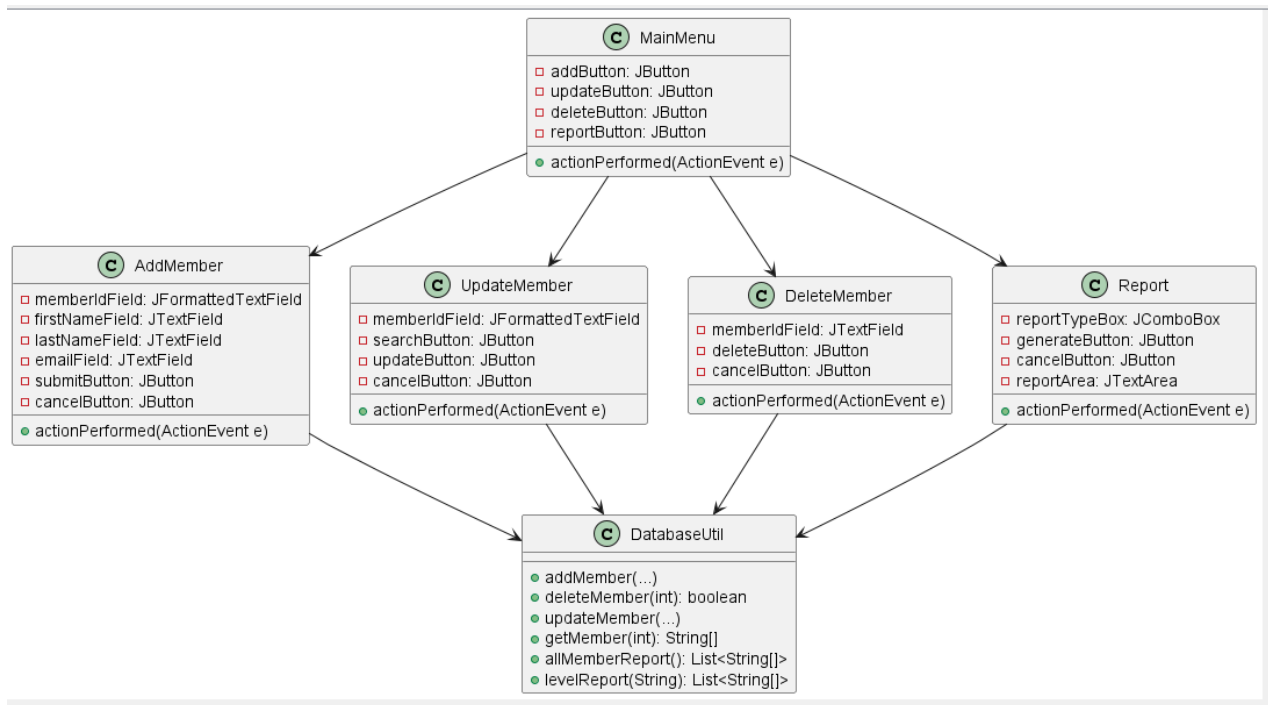 C MainMenu
addButton: JButton
updateButton: JButton
deleteButton: JButton
reportButton: JButton
actionPerformed(ActionEvent e)
C AddMember
memberIdField: JFormattedTextField
firstNameField: JTextField
lastNameField: JTextField
emailField: JTextField
submitButton: JButton
cancelButton: JButton
actionPerformed(ActionEvent e)
C UpdateMember
memberIdField: JFormattedTextField
searchButton: JButton
updateButton: JButton
cancelButton: JButton
actionPerformed(ActionEvent e)
C DeleteMember
memberIdField: JTextField
deleteButton: JButton
cancelButton: JButton
actionPerformed(ActionEvent e)
C Report
reportTypeBox: JComboBox
generateButton: JButton
cancelButton: JButton
reportArea: JTextArea
actionPerformed(ActionEvent e)
C DatabaseUtil
addMember(...)
deleteMember(int): boolean
updateMember(...)
getMember(int): String[]
allMemberReport(): List<String[]>
levelReport(String): List<String[]>